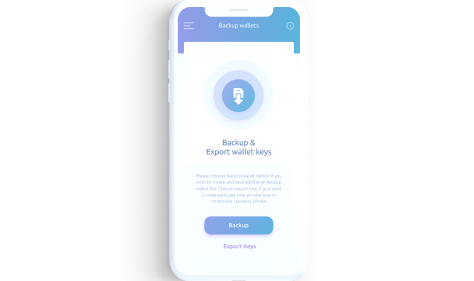 Backup wallets
Backup &
Export wallet keys
Please, choose backup wallet option if you
wish to create and save additional backup
wallet file. Choose export keys if you want
to view and copy your private keys or
mnemonic recovery phrase.
Backup
Export Keys